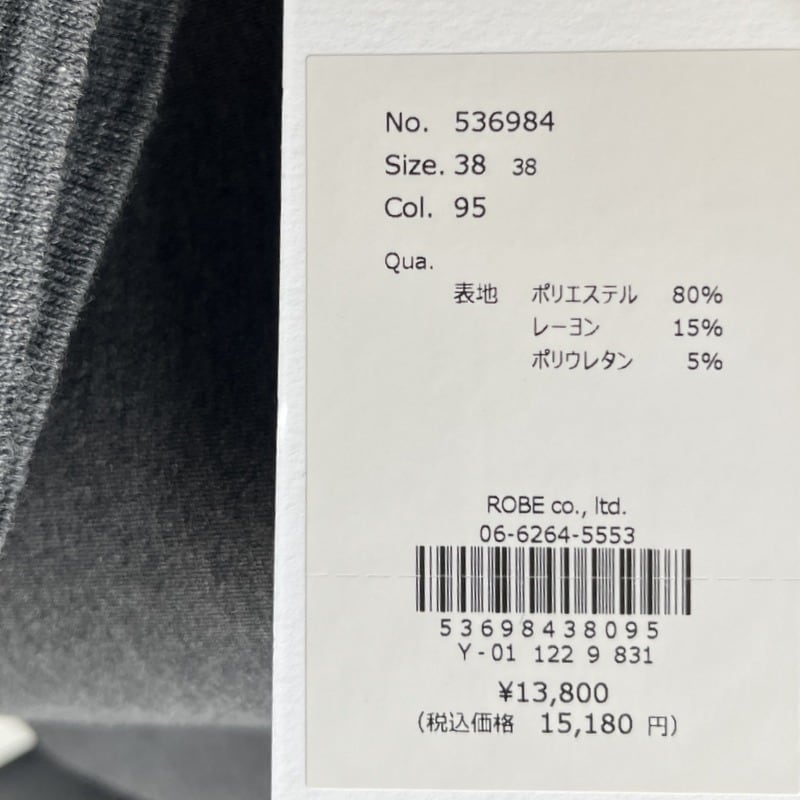 No. 536984
Size. 38 38
Col. 95
Qua.
表地 ポリエステル 80%
レーヨン 15%
ポリウレタン 5%
ROBE co., ltd.
06-6264-5553
53698438095
Y-01 122 9 831
¥13,800
(税込価格 15,180 円)